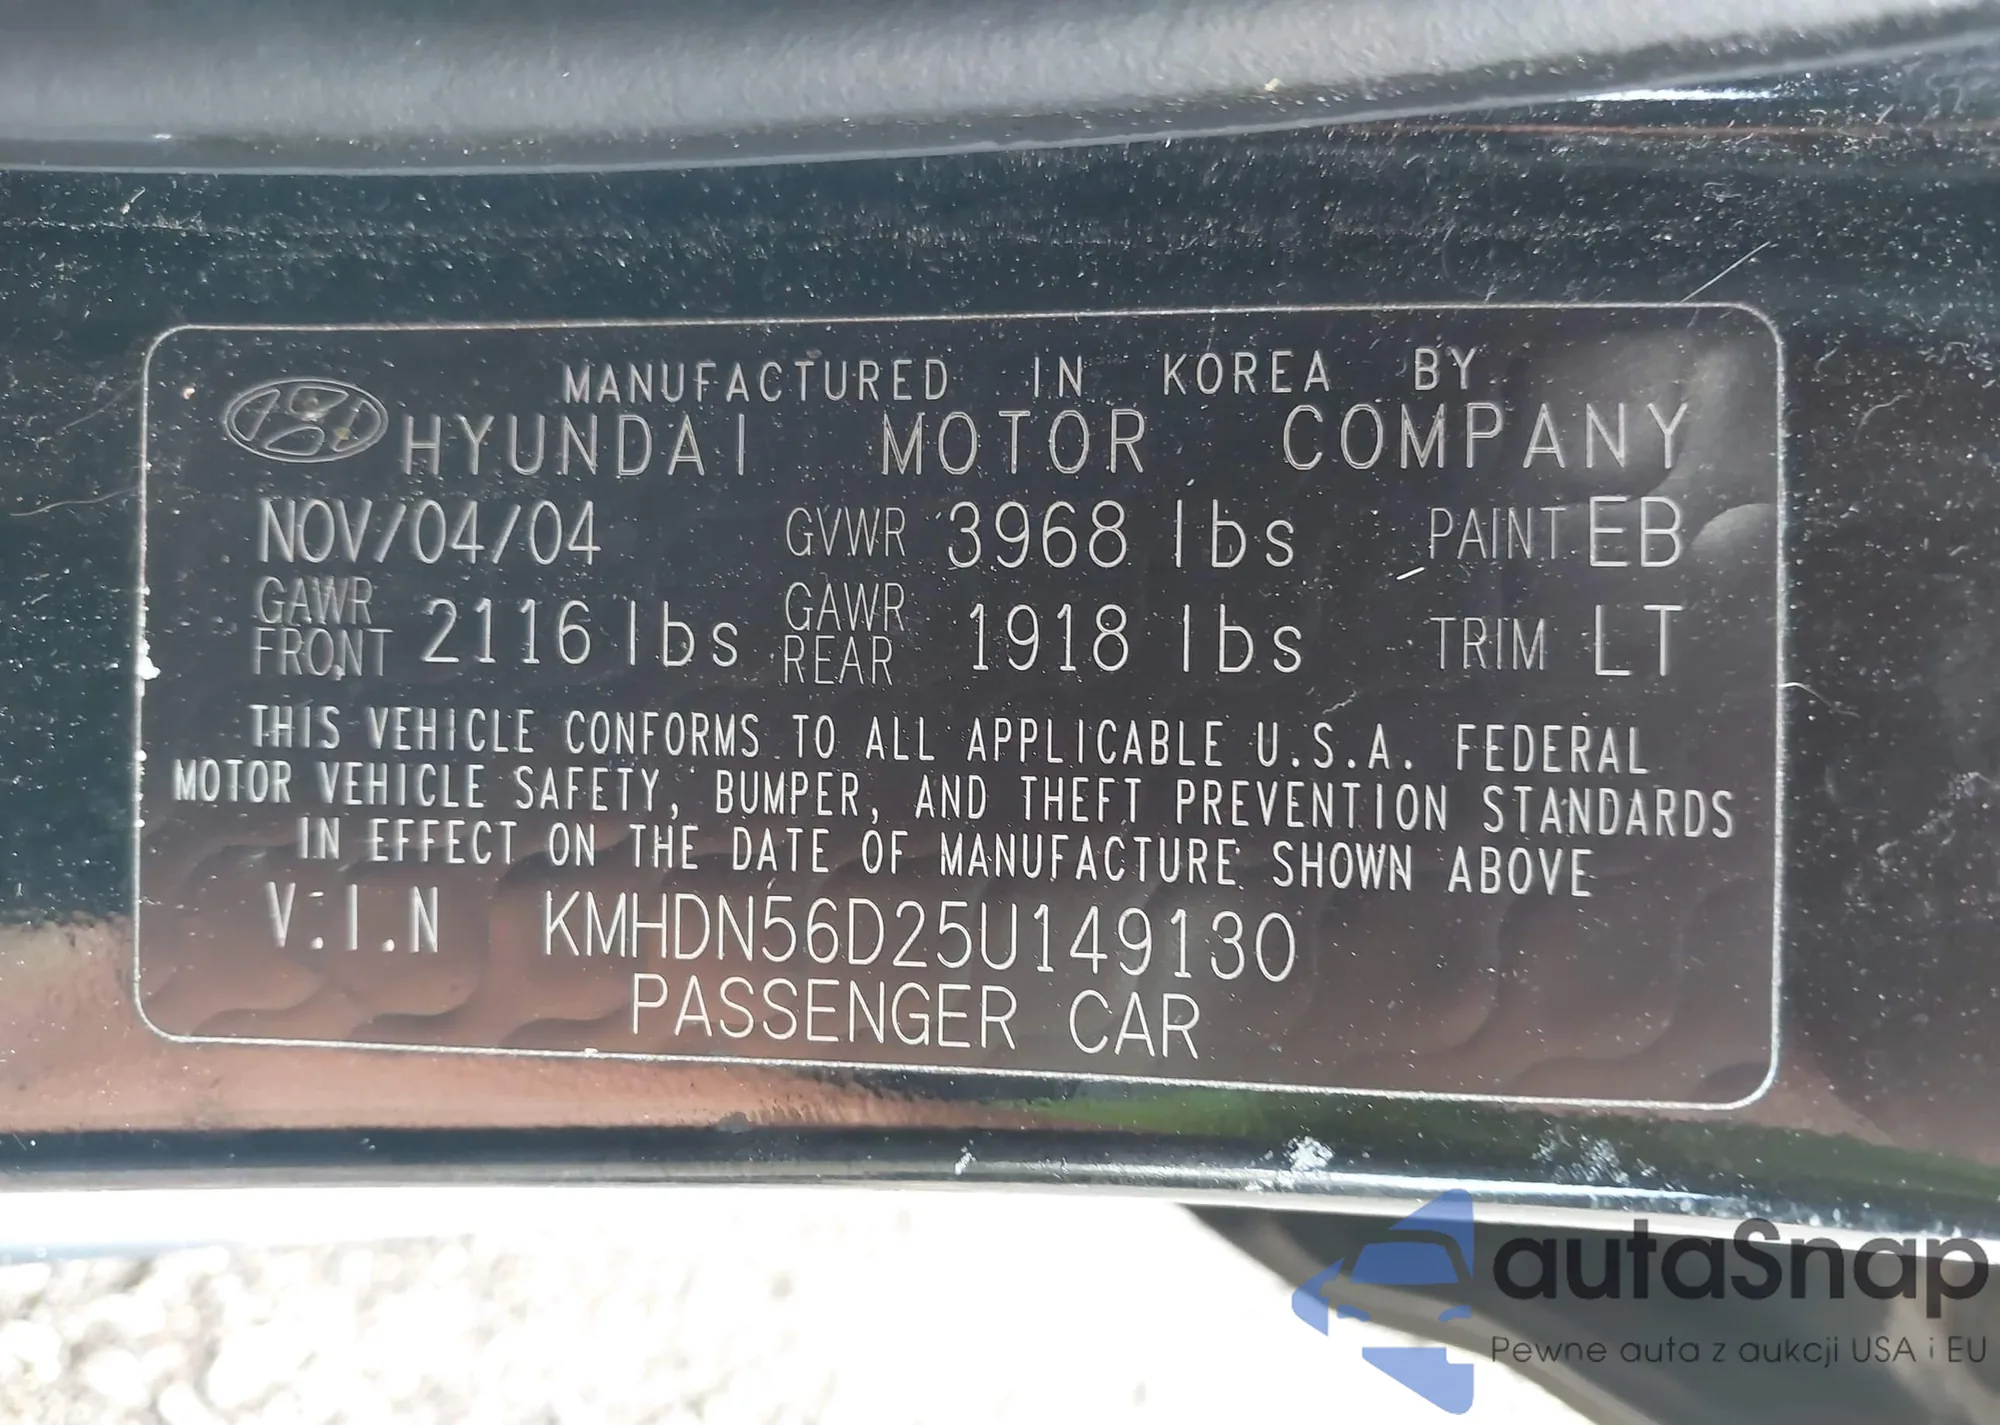 MANUFACTURED IN KOREA BY
HYUNDAI MOTOR COMPANY
NOV/04/04 GVWR 3968 lbs PAINT EB
GAWR FRONT 2116 lbs GAWR REAR 1918 lbs TRIM LT
THIS VEHICLE CONFORMS TO ALL APPLICABLE U.S.A. FEDERAL
MOTOR VEHICLE SAFETY, BUMPER, AND THEFT PREVENTION STANDARDS
IN EFFECT ON THE DATE OF MANUFACTURE SHOWN ABOVE
V.I.N KMHDN56D25U149130
PASSENGER CAR
autaSnap
Pewne auta z aukcji USA i EU